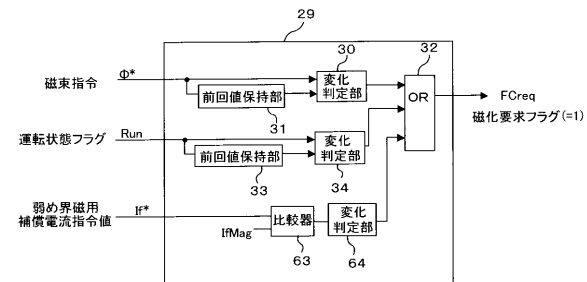 29
磁束指令
Φ*
前回値保持部
31
30
変化
判定部
32
OR
FCreq
磁化要求フラグ(=1)
運転状態フラグ
Run
前回値保持部
33
変化
判定部
34
弱め界磁用
補償電流指令値
If*
IfMag
比較器
63
変化
判定部
64